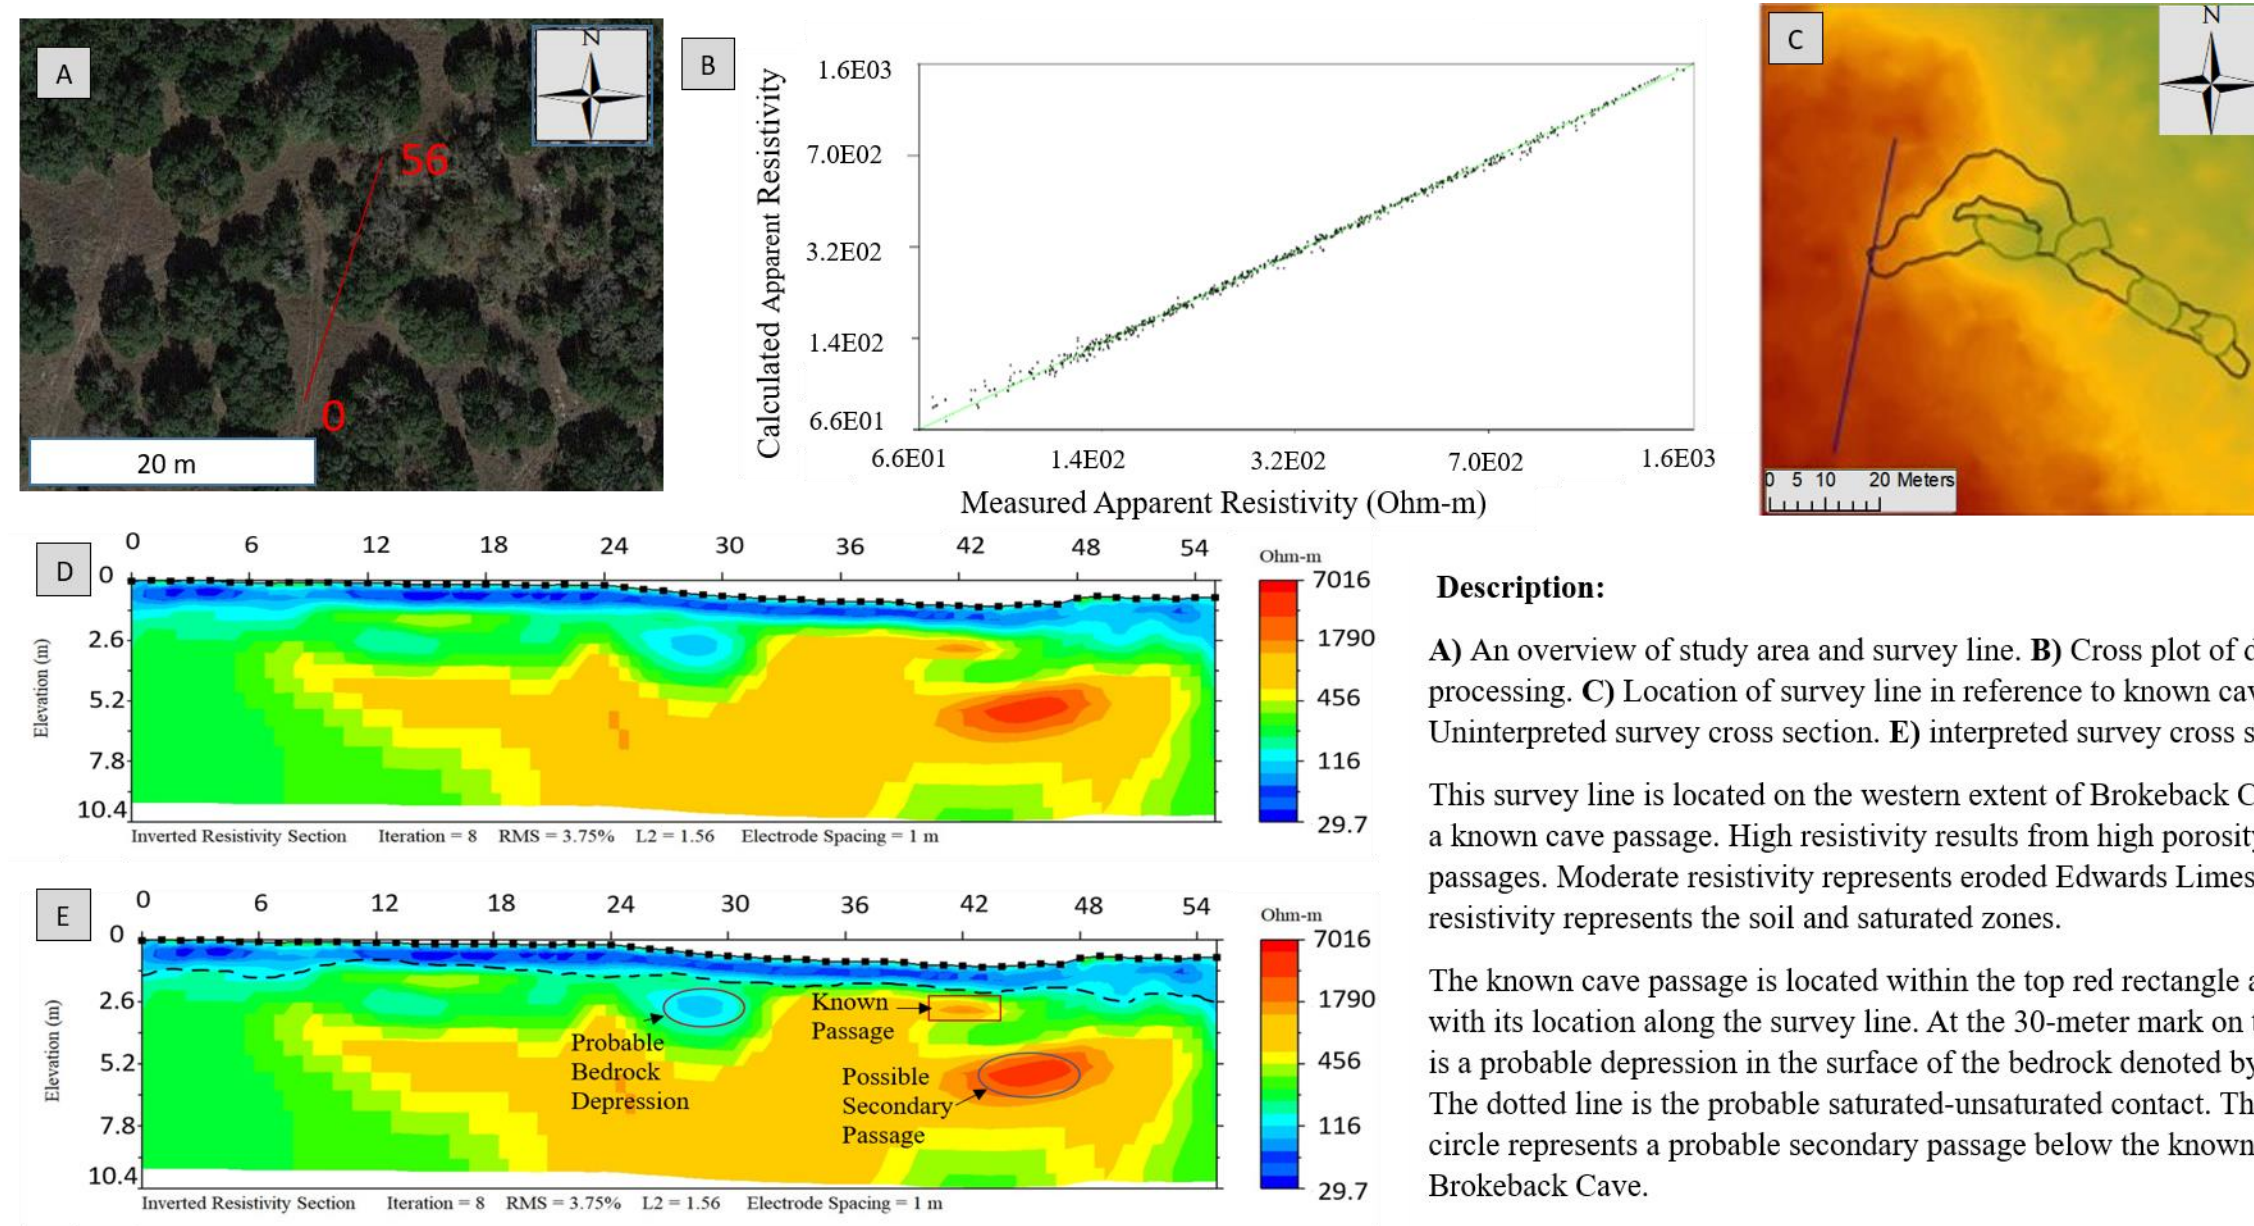 A
N
56
0
20 m
B
Calculated Apparent Resistivity
1.6E03
7.0E02
3.2E02
1.4E02
6.6E01
6.6E01 1.4E02 3.2E02 7.0E02 1.6E03
Measured Apparent Resistivity (Ohm-m)
C
N
0 5 10 20 Meters
D
0 6 12 18 24 30 36 42 48 54
Elevation (m)
0
2.6
5.2
7.8
10.4
Ohm-m
7016
1790
456
116
29.7
Inverted Resistivity Section Iteration = 8 RMS = 3.75% L2 = 1.56 Electrode Spacing = 1 m
E
0 6 12 18 24 30 36 42 48 54
Elevation (m)
0
2.6
5.2
7.8
10.4
Probable
Bedrock
Depression
Known
Passage
Possible
Secondary
Passage
Ohm-m
7016
1790
456
116
29.7
Inverted Resistivity Section Iteration = 8 RMS = 3.75% L2 = 1.56 Electrode Spacing = 1 m
Description:
A) An overview of study area and survey line. B) Cross plot of
processing. C) Location of survey line in reference to known
Uninterpreted survey cross section. E) interpreted survey cross
This survey line is located on the western extent of Brokeback
a known cave passage. High resistivity results from high
passages. Moderate resistivity represents eroded Edwards
resistivity represents the soil and saturated zones.
The known cave passage is located within the top red rectangle
with its location along the survey line. At the 30-meter mark on
is a probable depression in the surface of the bedrock denoted by
The dotted line is the probable saturated-unsaturated contact.
circle represents a probable secondary passage below the known
Brokeback Cave.